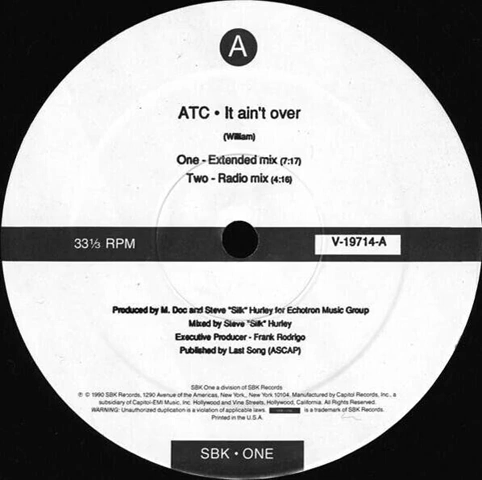 A
ATC • It ain't over
(William)
One - Extended mix (7:17)
Two - Radio mix (4:16)
33⅓ RPM
V-19714-A
Produced by M. Doc and Steve "Silk" Hurley for Echotron Music Group
Mixed by Steve "Silk" Hurley
Executive Producer - Frank Rodrigo
Published by Last Song (ASCAP)
SBK One a division of SBK Records
℗ © 1990 SBK Records, 1290 Avenue of the Americas, New York, New York 10104. Manufactured by Capitol Records, Inc., a
subsidiary of Capitol-EMI Music, Inc. Hollywood and Vine Streets, Hollywood, California. All Rights Reserved.
WARNING: Unauthorized duplication is a violation of applicable laws. is a trademark of SBK Records.
Printed in the U.S.A.
SBK • ONE